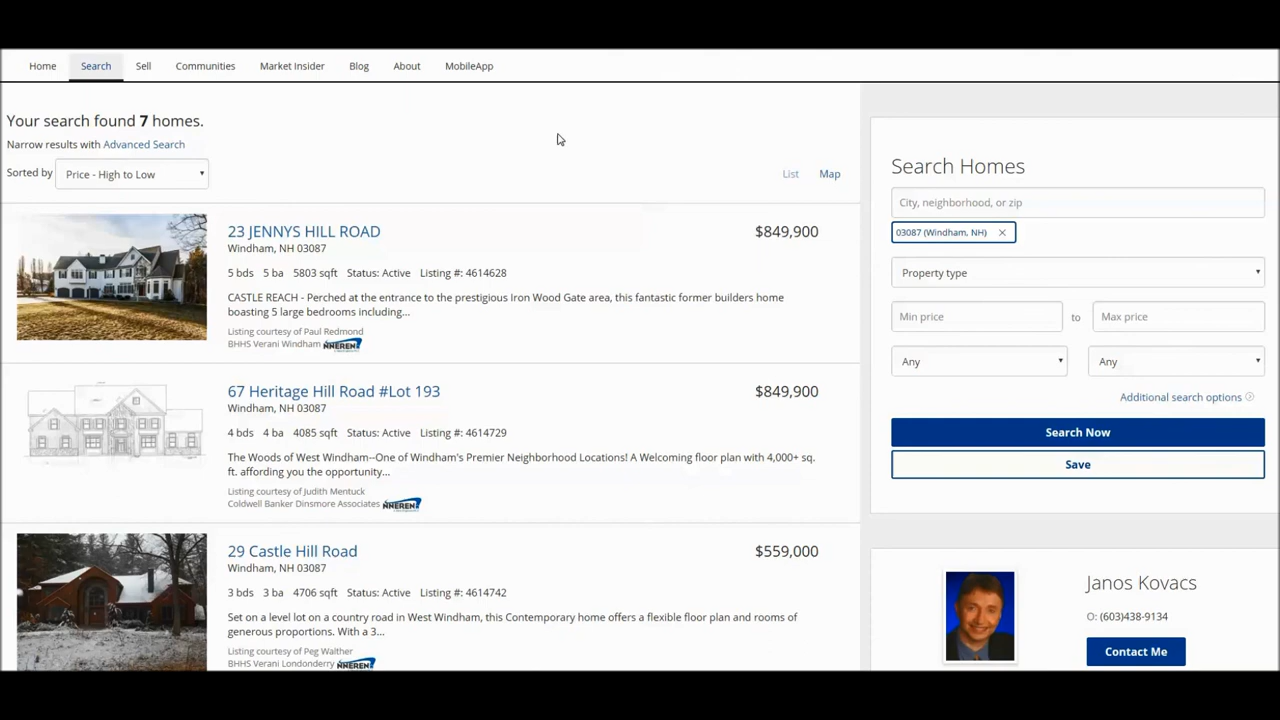 Home Search Sell Communities Market Insider Blog About MobileApp
Your search found 7 homes.
Narrow results with Advanced Search
Sorted by Price - High to Low
List Map
23 JENNYS HILL ROAD $849,900
Windham, NH 03087
5 bds 5 ba 5803 sqft Status: Active Listing #: 4614628
CASTLE REACH - Perched at the entrance to the prestigious Iron Wood Gate area, this fantastic former builders home
boasting 5 large bedrooms including...
Listing courtesy of Paul Redmond
BHHS Verani Windham NNEREN
67 Heritage Hill Road #Lot 193 $849,900
Windham, NH 03087
4 bds 4 ba 4085 sqft Status: Active Listing #: 4614729
The Woods of West Windham--One of Windham's Premier Neighborhood Locations! A Welcoming floor plan with 4,000+ sq.
ft. affording you the opportunity...
Listing courtesy of Judith Mentuck
Coldwell Banker Dinsmore Associates NNEREN
29 Castle Hill Road $559,000
Windham, NH 03087
3 bds 3 ba 4706 sqft Status: Active Listing #: 4614742
Set on a level lot on a country road in West Windham, this Contemporary home offers a flexible floor plan and rooms of
generous proportions. With a 3...
Listing courtesy of Peg Walther
BHHS Verani Londonderry NNEREN
Search Homes
City, neighborhood, or zip
03087 (Windham, NH) ×
Property type
Min price to Max price
Any Any
Additional search options
Search Now
Save
Janos Kovacs
O: (603)438-9134
Contact Me